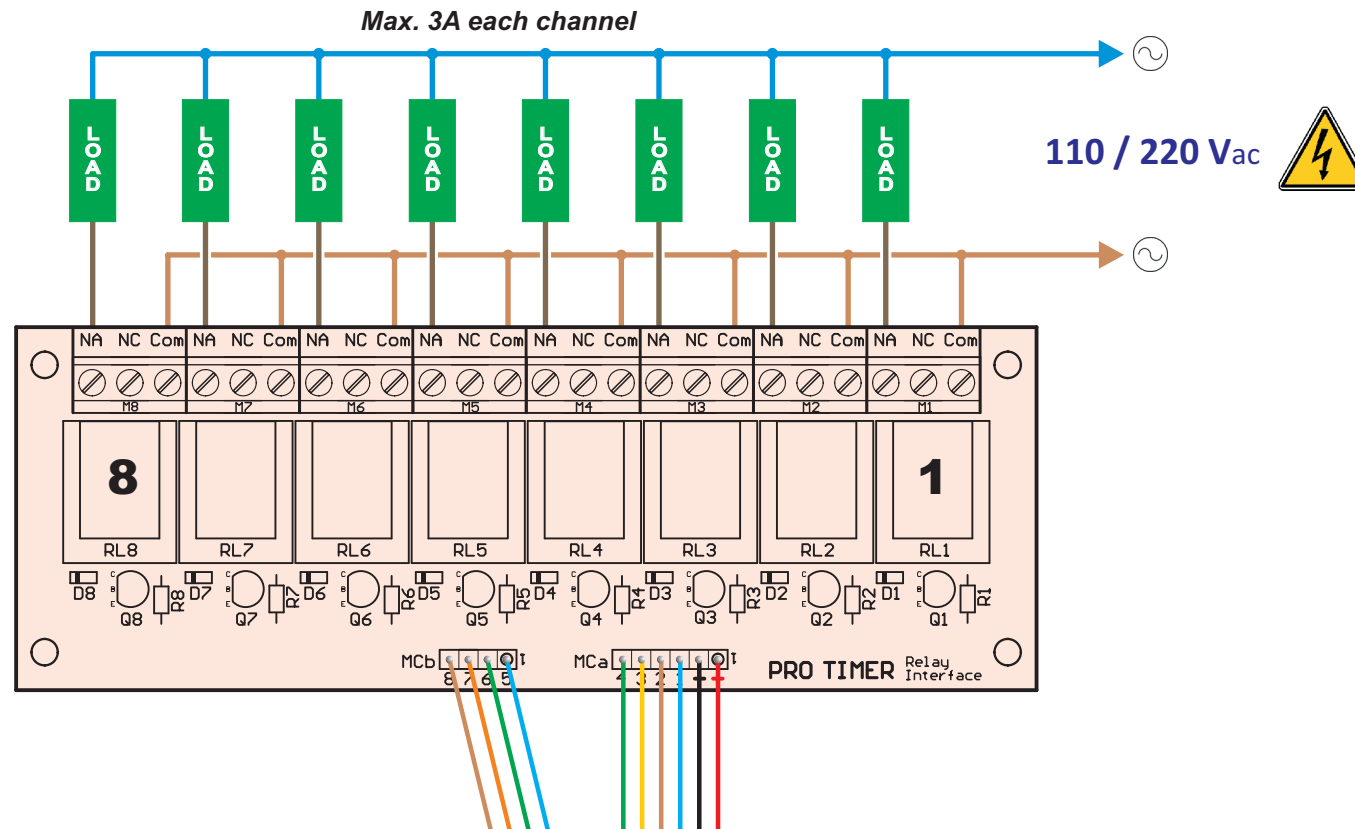 Max. 3A each channel
LOAD LOAD LOAD LOAD LOAD LOAD LOAD LOAD
110 / 220 Vac
NA NC Com NA NC Com NA NC Com NA NC Com NA NC Com NA NC Com NA NC Com NA NC Com
M8 M7 M6 M5 M4 M3 M2 M1
8 1
RL8 RL7 RL6 RL5 RL4 RL3 RL2 RL1
C C C C C C C C
B B B B B B B B
E E E E E E E E
D8 R8 D7 R7 D6 R6 D5 R5 D4 R4 D3 R3 D2 R2 D1 R1
Q8 Q7 Q6 Q5 Q4 Q3 Q2 Q1
MCb 1 MCa 1
8 7 6 5 4 3 2 1 - +
PRO TIMER Relay
Interface